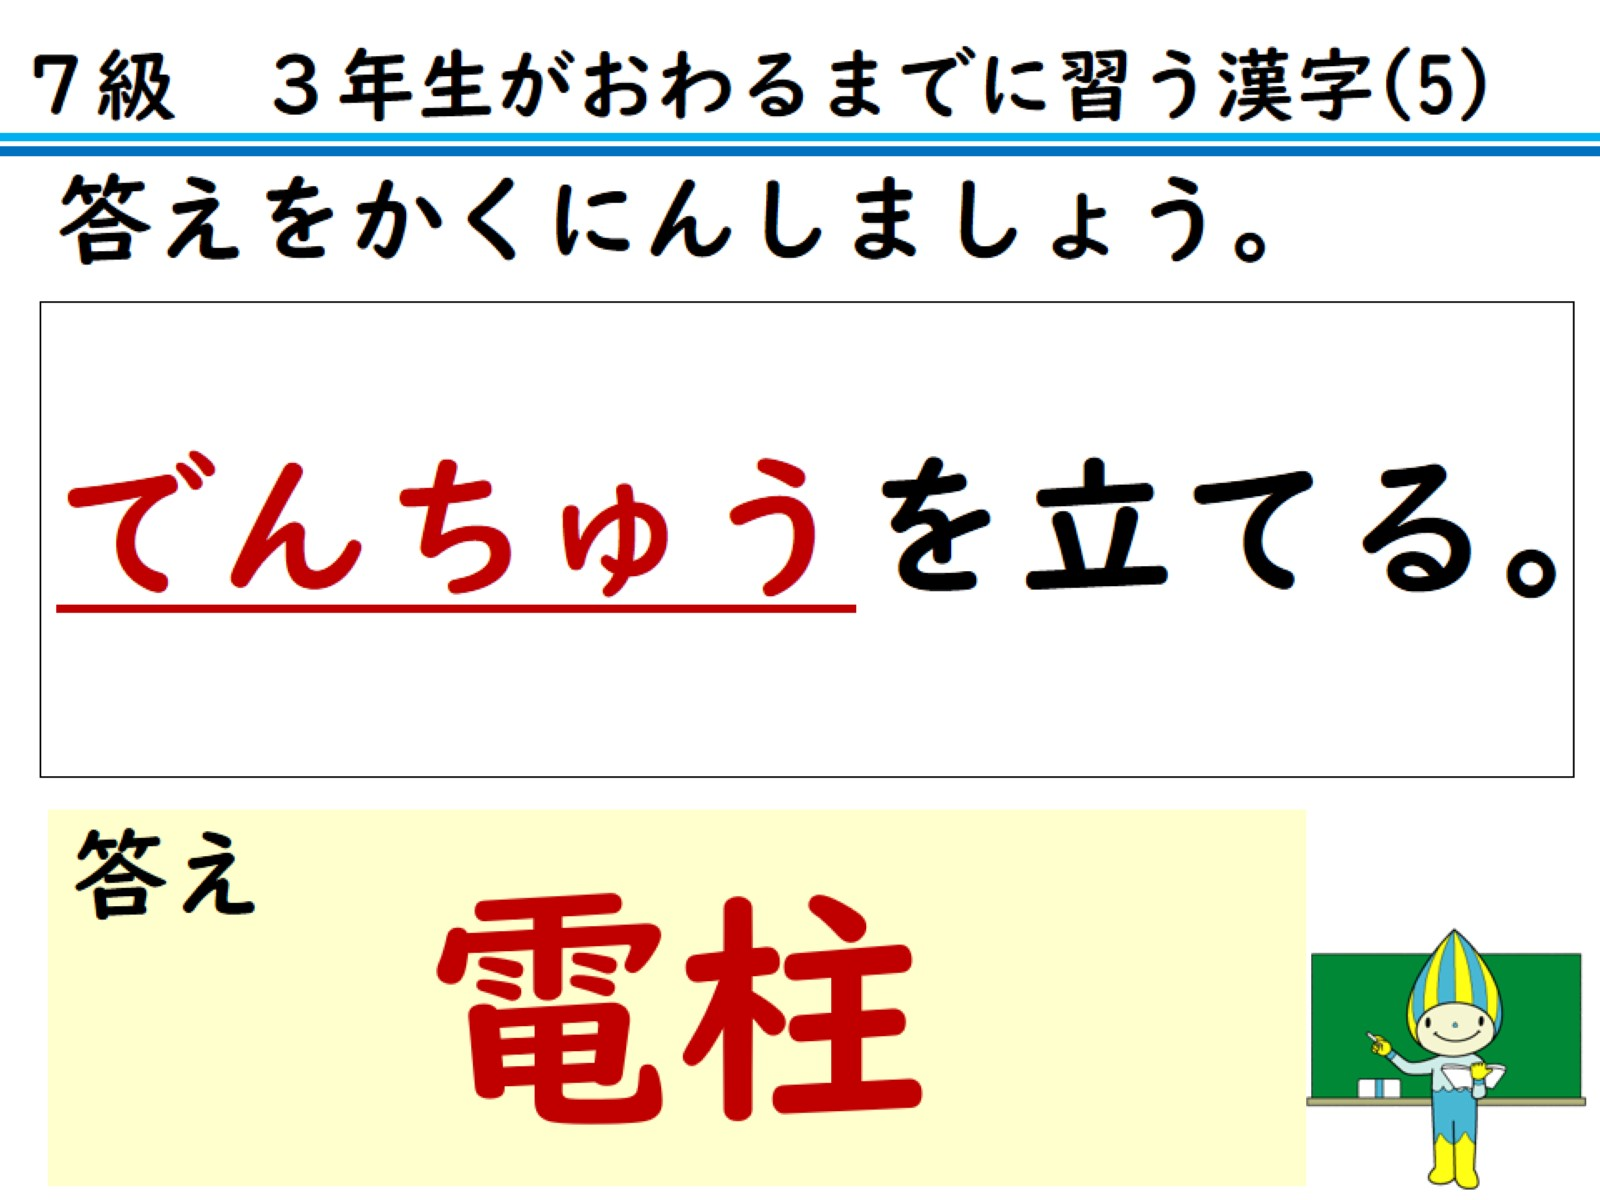 ７級　３年生がおわるまでに習う漢字(5)
答えをかくにんしましょう。
でんちゅうを立てる。
答え
電柱